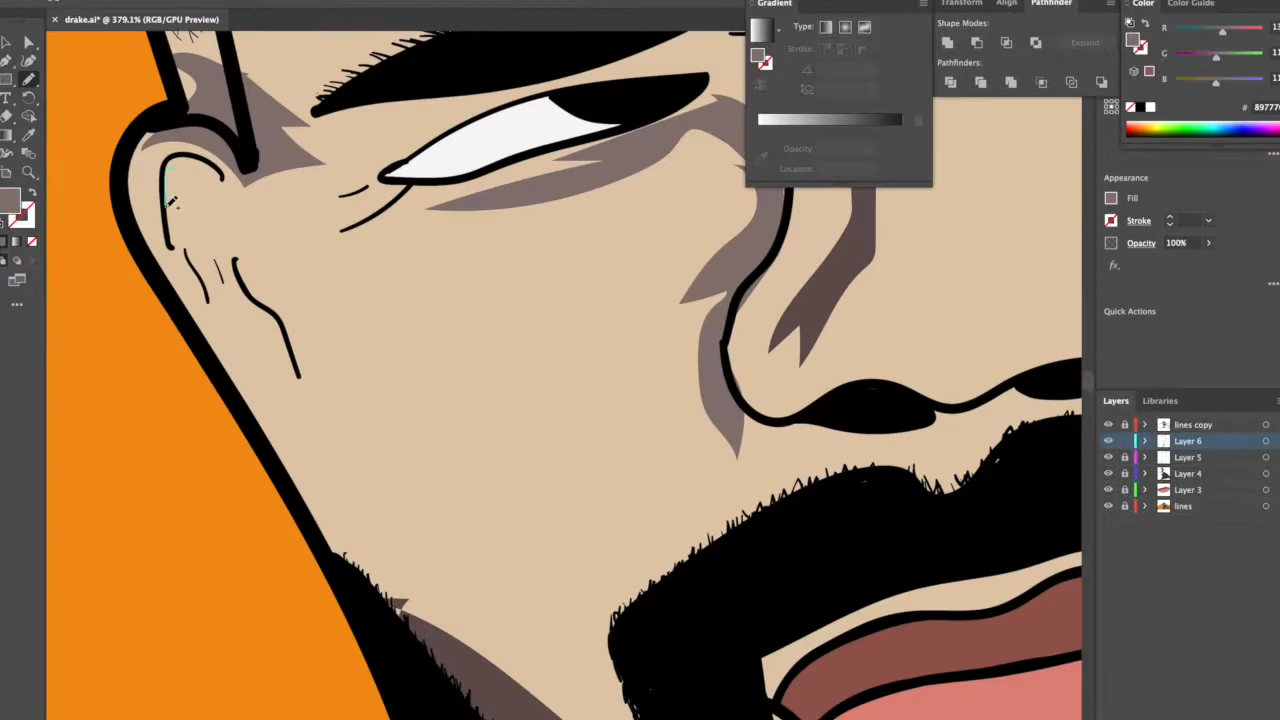 Gradient
Transform Align Pathfinder
Color Color Guide
× drake.ai* @ 379.1% (RGB/GPU Preview)
Type:
Stroke:
Shape Modes:
Expand
Pathfinders:
R
G
B
Opacity:
Location:
# 89777
Appearance
Fill
Stroke
Opacity 100%
fx
Quick Actions
Layers Libraries
lines copy
Layer 6
Layer 5
Layer 4
Layer 3
lines